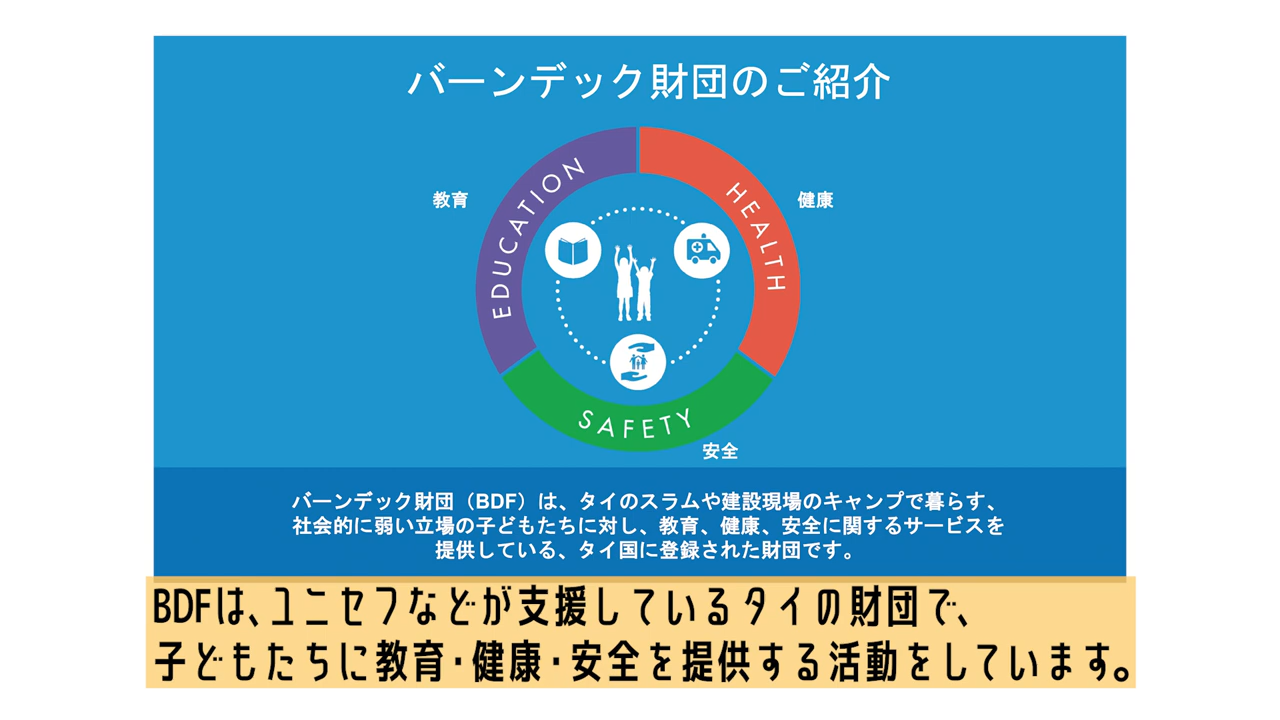 バーンデック財団のご紹介
教育
EDUCATION
HEALTH
健康
SAFETY
安全
バーンデック財団（BDF）は、タイのスラムや建設現場のキャンプで暮らす、
社会的に弱い立場の子どもたちに対し、教育、健康、安全に関するサービスを
提供している、タイ国に登録された財団です。
BDFは、ユニセフなどが支援しているタイの財団で、
子どもたちに教育・健康・安全を提供する活動をしています。